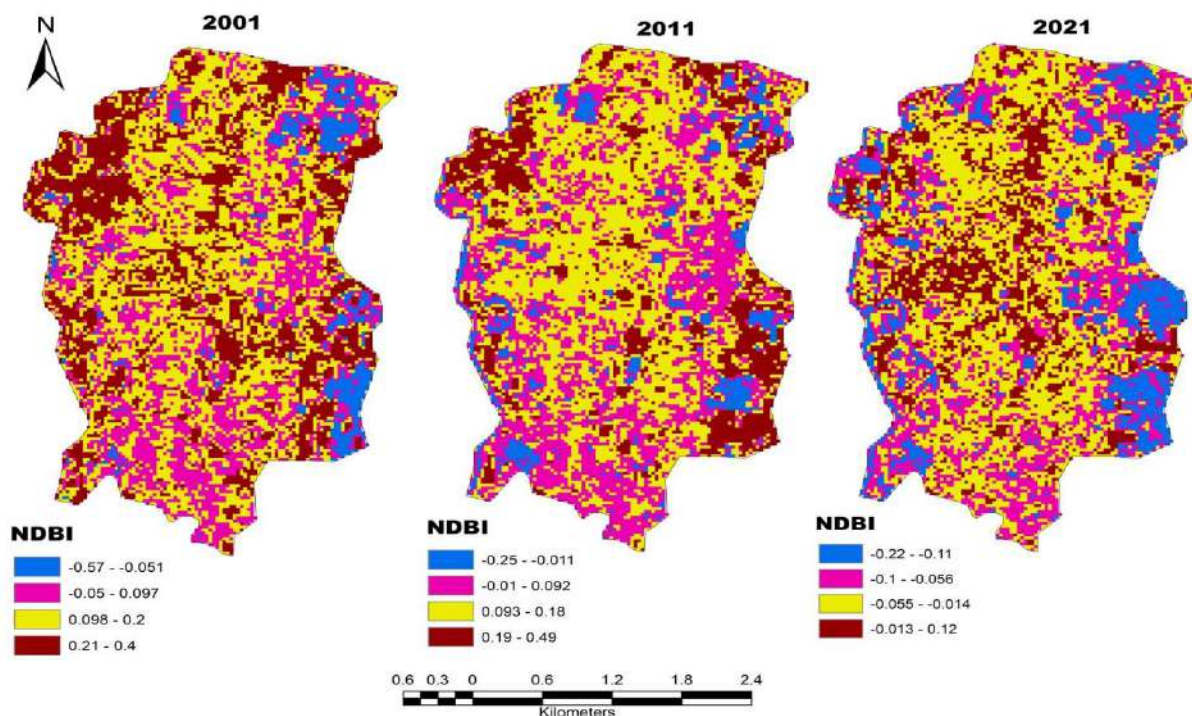 N
2001
2011
2021
NDBI
-0.57 - -0.051
-0.05 - 0.097
0.098 - 0.2
0.21 - 0.4
NDBI
-0.25 - -0.011
-0.01 - 0.092
0.093 - 0.18
0.19 - 0.49
NDBI
-0.22 - -0.11
-0.1 - -0.056
-0.055 - -0.014
-0.013 - 0.12
0.6 0.3 0 0.6 1.2 1.8 2.4
Kilometers